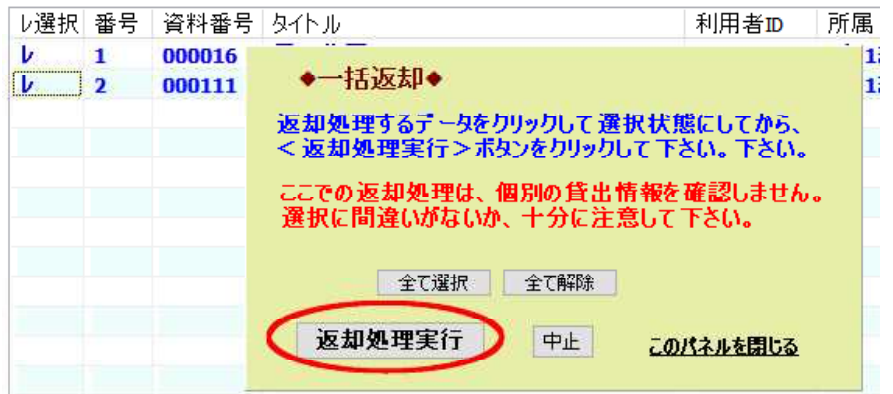 レ選択 番号 資料番号 タイトル 利用者ID 所属
レ 1 000016
レ 2 000111
◆一括返却◆
返却処理するデータをクリックして選択状態にしてから、
＜返却処理実行＞ボタンをクリックして下さい。下さい。
ここでの返却処理は、個別の貸出情報を確認しません。
選択に間違いがないか、十分に注意して下さい。
全て選択 全て解除
返却処理実行 中止 このパネルを閉じる